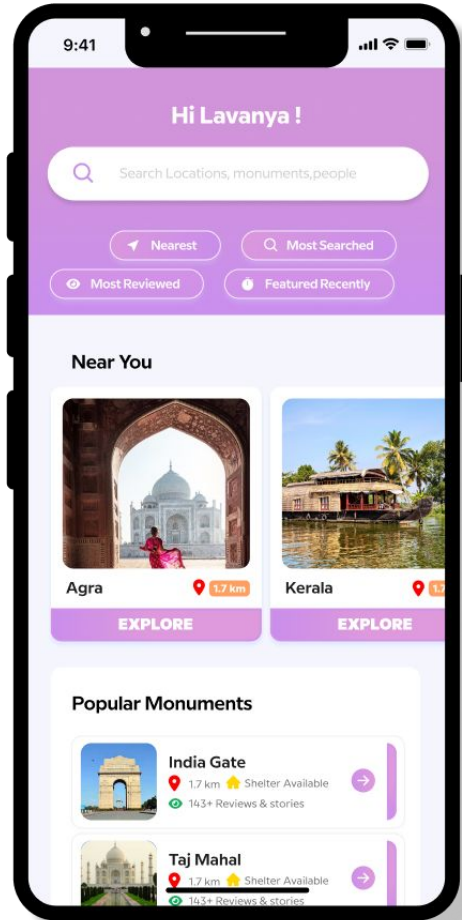 9:41
Hi Lavanya !
Search Locations, monuments,people
Nearest
Most Searched
Most Reviewed
Featured Recently
Near You
Agra
1.7 km
Kerala
EXPLORE
EXPLORE
Popular Monuments
India Gate
1.7 km
Shelter Available
143+ Reviews & stories
Taj Mahal
1.7 km
Shelter Available
143+ Reviews & stories